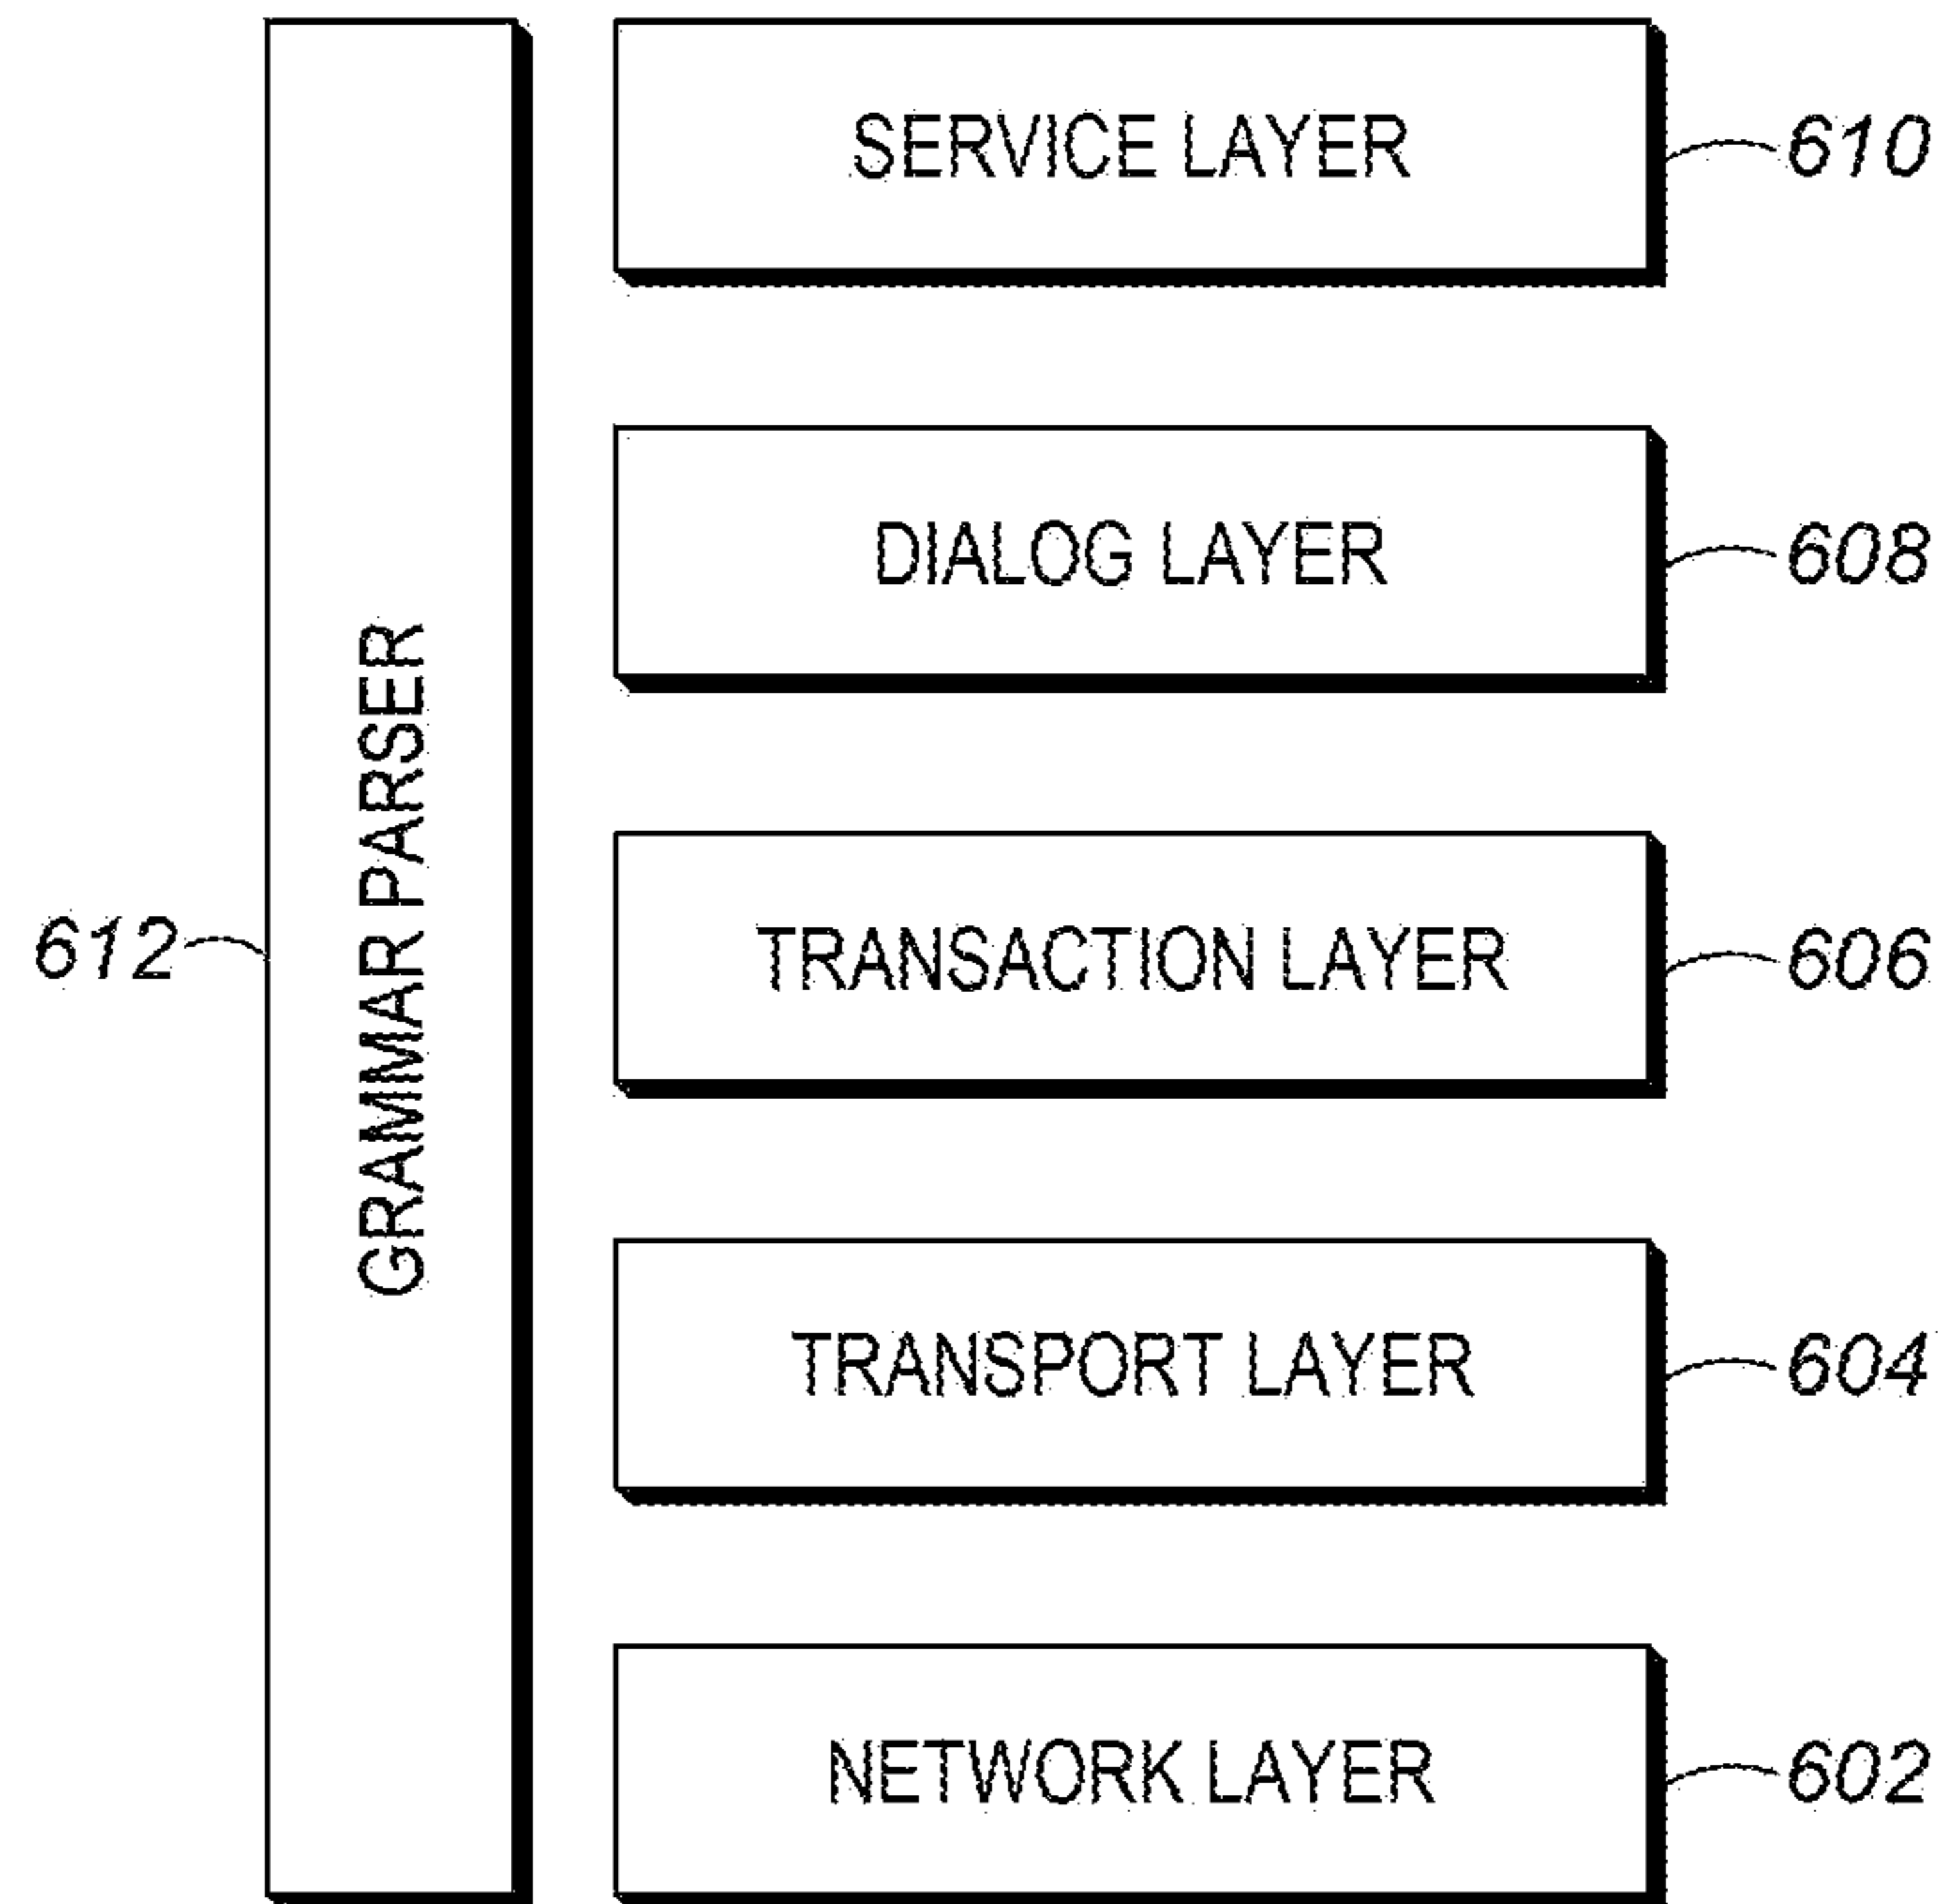 SERVICE LAYER
610
DIALOG LAYER
608
GRAMMAR PARSER
612
TRANSACTION LAYER
606
TRANSPORT LAYER
604
NETWORK LAYER
602